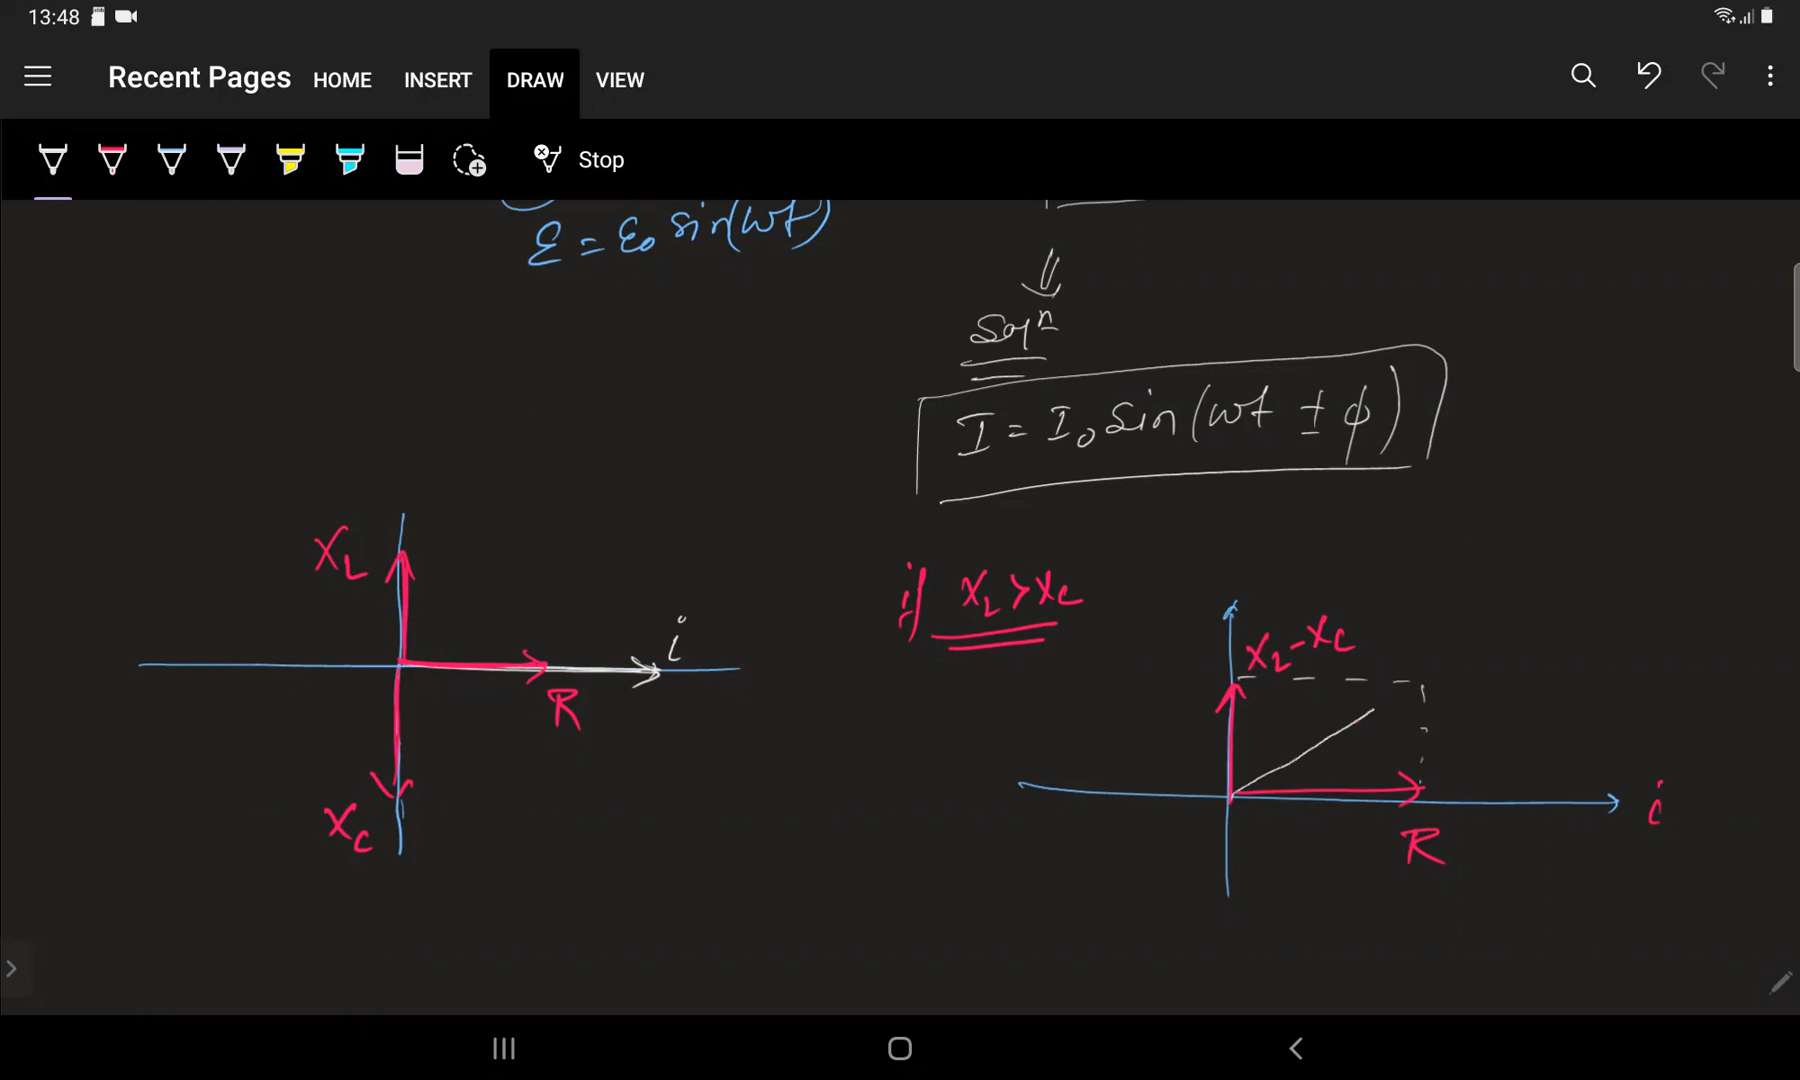 13:48
Recent Pages HOME INSERT DRAW VIEW
Stop
ℰ = ℰ₀ sin(ωt)
⇓
Solⁿ
I = I₀ sin(ωt ± φ)
X_L
i
R
X_C
if X_L > X_C
X_L - X_C
i
R